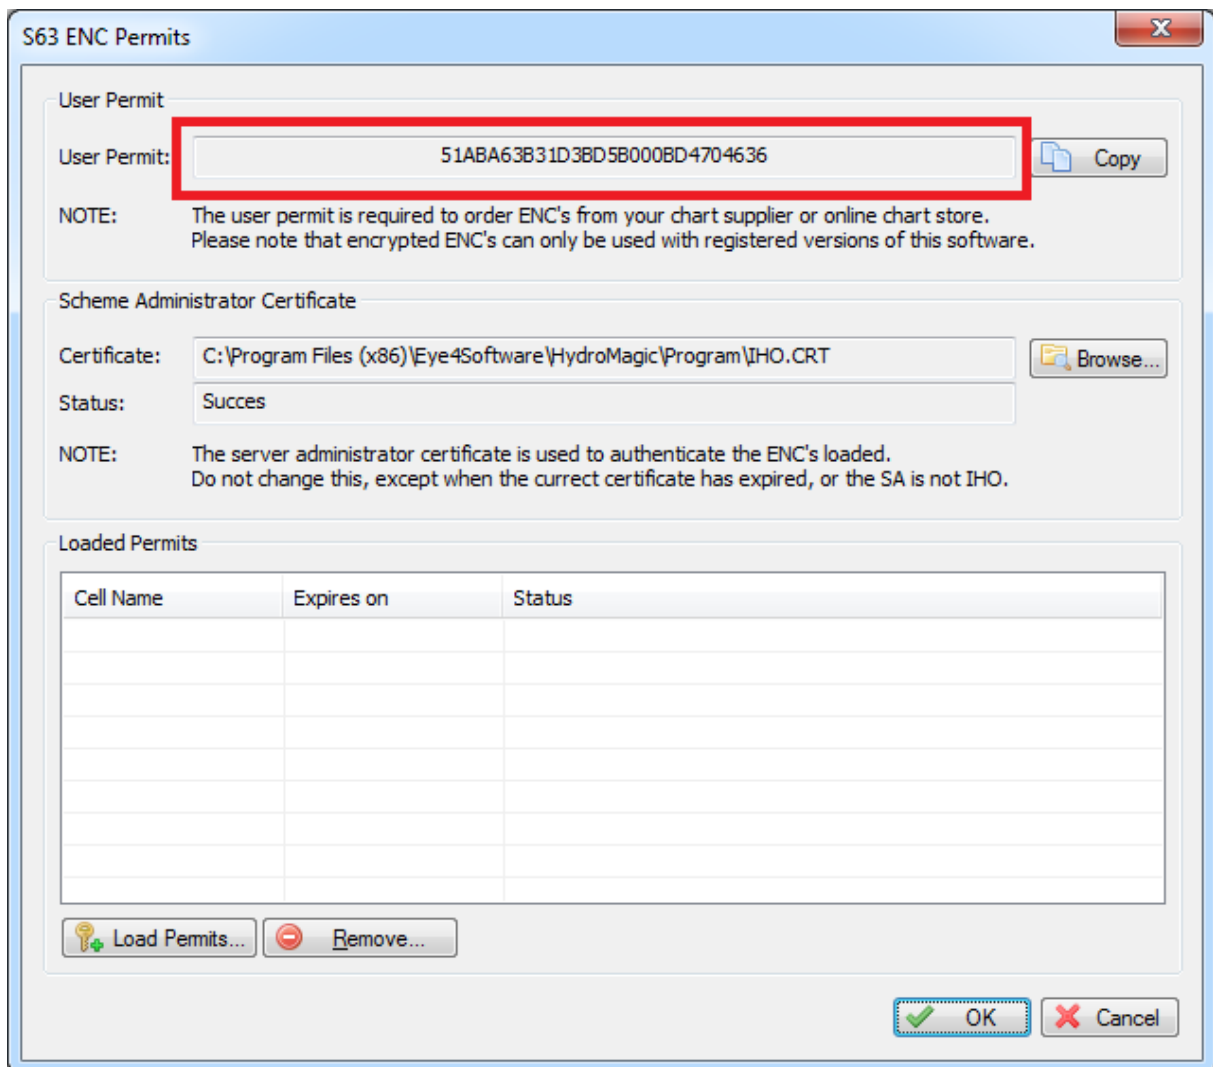 S63 ENC Permits
User Permit
User Permit: 51ABA63B31D3BD5B000BD4704636 Copy
NOTE: The user permit is required to order ENC's from your chart supplier or online chart store.
Please note that encrypted ENC's can only be used with registered versions of this software.
Scheme Administrator Certificate
Certificate: C:\Program Files (x86)\Eye4Software\HydroMagic\Program\IHO.CRT Browse...
Status: Succes
NOTE: The server administrator certificate is used to authenticate the ENC's loaded.
Do not change this, except when the currect certificate has expired, or the SA is not IHO.
Loaded Permits
Cell Name Expires on Status
Load Permits... Remove...
OK Cancel